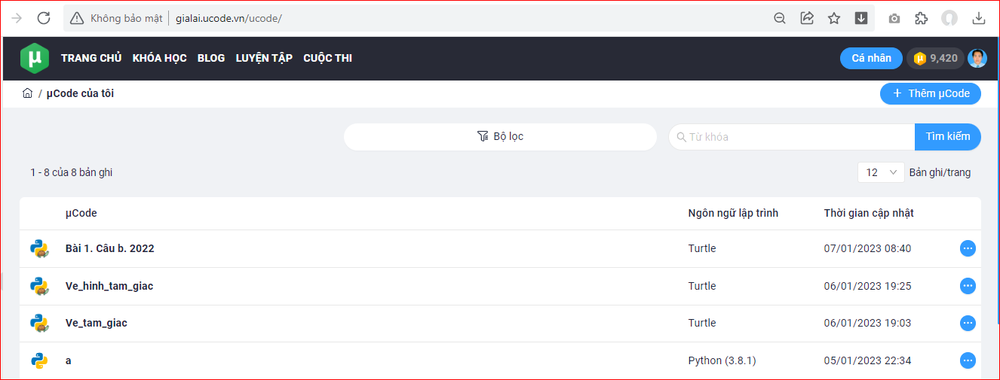 Không bảo mật gialai.ucode.vn/ucode/
µ TRANG CHỦ KHÓA HỌC BLOG LUYỆN TẬP CUỘC THI Cá nhân µ 9,420
/ µCode của tôi + Thêm µCode
Bộ lọc Từ khóa Tìm kiếm
1 - 8 của 8 bản ghi 12 Bản ghi/trang
µCode Ngôn ngữ lập trình Thời gian cập nhật
Bài 1. Câu b. 2022 Turtle 07/01/2023 08:40
Ve_hinh_tam_giac Turtle 06/01/2023 19:25
Ve_tam_giac Turtle 06/01/2023 19:03
a Python (3.8.1) 05/01/2023 22:34